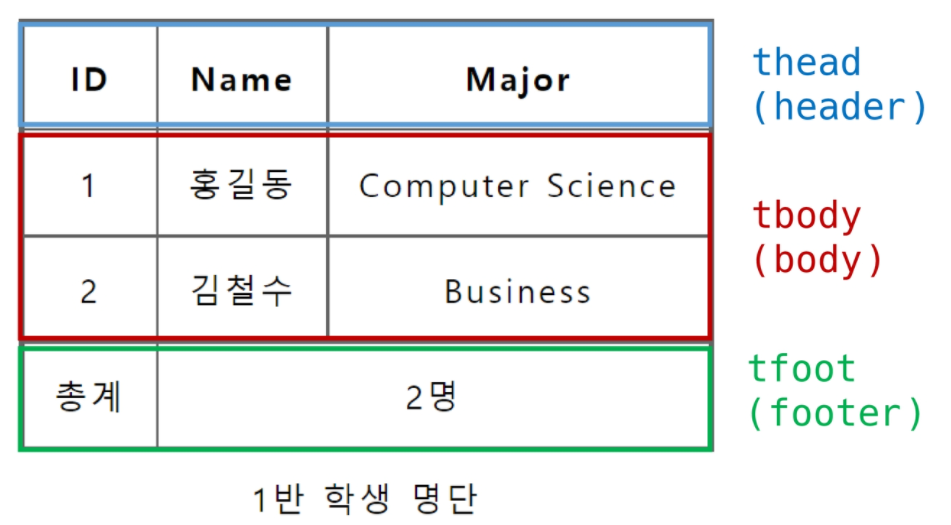 ID Name Major
thead
(header)
1 홍길동 Computer Science
tbody
(body)
2 김철수 Business
tfoot
(footer)
총계 2명
1반 학생 명단